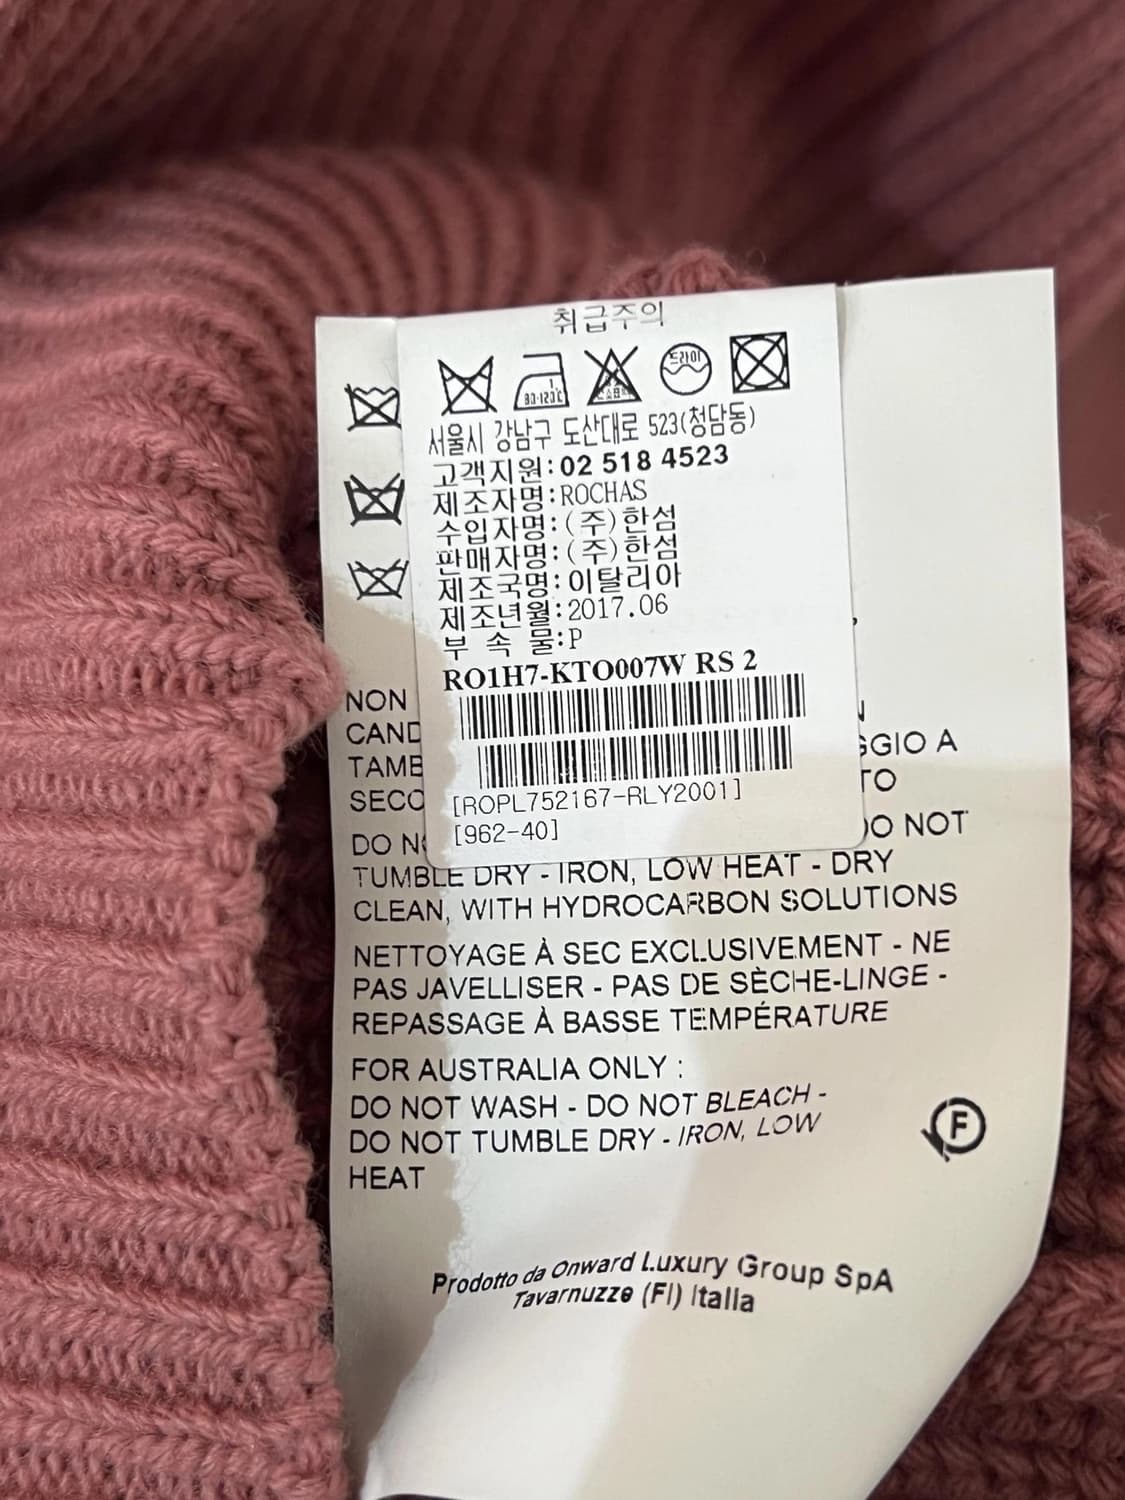 취급주의
드라이
80-120℃
서울시 강남구 도산대로 523(청담동)
고객지원:02 518 4523
제조자명:ROCHAS
수입자명:(주)한섬
판매자명:(주)한섬
제조국명:이탈리아
제조년월:2017.06
부 속 물:P
RO1H7-KTO007W RS 2
[ROPL752167-RLY2001]
[962-40]
NON
GGIO A
TO
DO NOT
TUMBLE DRY - IRON, LOW HEAT - DRY
CLEAN, WITH HYDROCARBON SOLUTIONS
NETTOYAGE À SEC EXCLUSIVEMENT - NE
PAS JAVELLISER - PAS DE SÈCHE-LINGE -
REPASSAGE À BASSE TEMPÉRATURE
FOR AUSTRALIA ONLY :
DO NOT WASH - DO NOT BLEACH -
DO NOT TUMBLE DRY - IRON, LOW
HEAT
F
Prodotto da Onward Luxury Group SpA
Tavarnuzze (FI) Italia